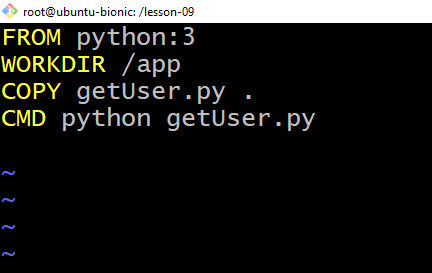 root@ubuntu-bionic: /lesson-09
FROM python:3
WORKDIR /app
COPY getUser.py .
CMD python getUser.py
~
~
~
~